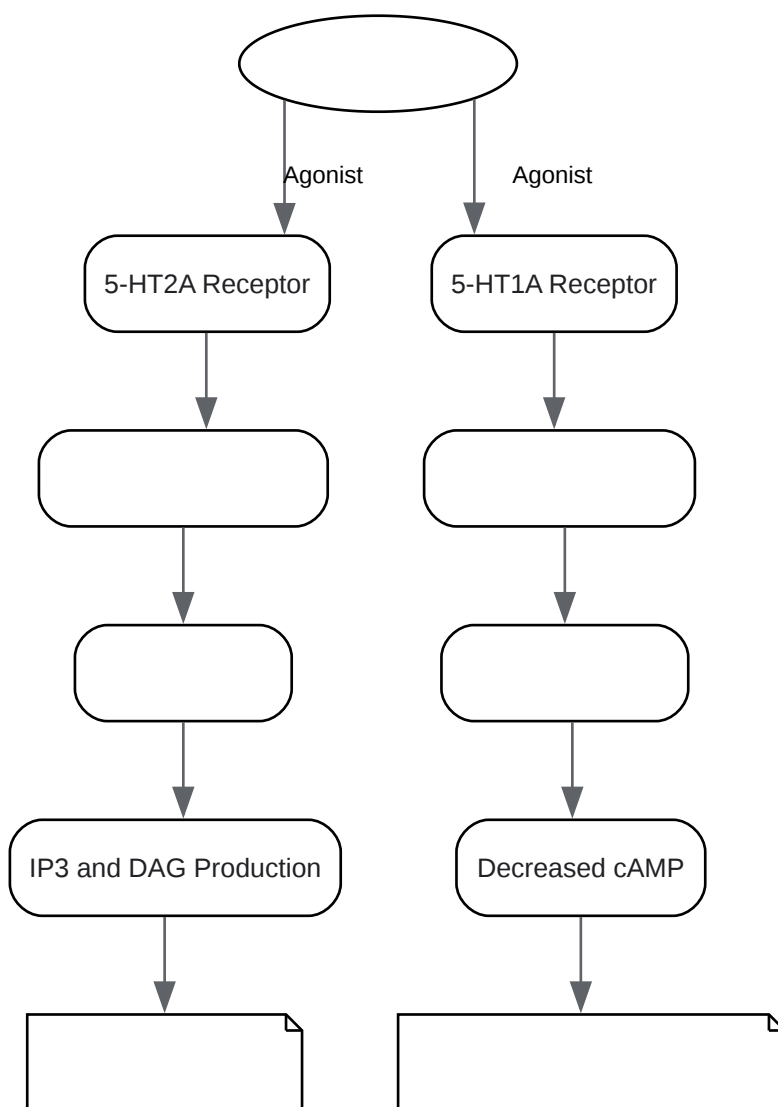 Agonist
Agonist
5-HT2A Receptor
5-HT1A Receptor
IP3 and DAG Production
Decreased cAMP